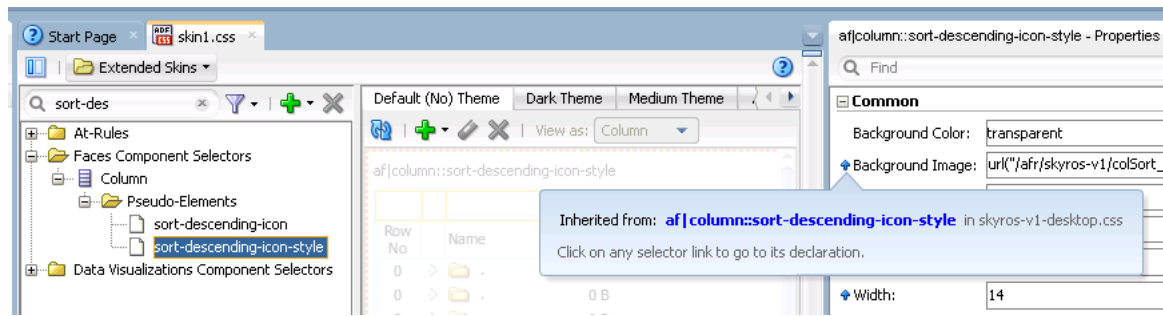 Start Page
skin1.css
af|column::sort-descending-icon-style - Properties
Extended Skins
Find
sort-des
Default (No) Theme
Dark Theme
Medium Theme
Common
At-Rules
View as: Column
Background Color: transparent
Faces Component Selectors
af|column::sort-descending-icon-style
Background Image: url("/afr/skyros-v1/colSort_
Column
Pseudo-Elements
sort-descending-icon
Inherited from: af|column::sort-descending-icon-style in skyros-v1-desktop.css
Row No
Name
sort-descending-icon-style
Click on any selector link to go to its declaration.
Data Visualizations Component Selectors
0 > .
0 > . 0 B
Width: 14